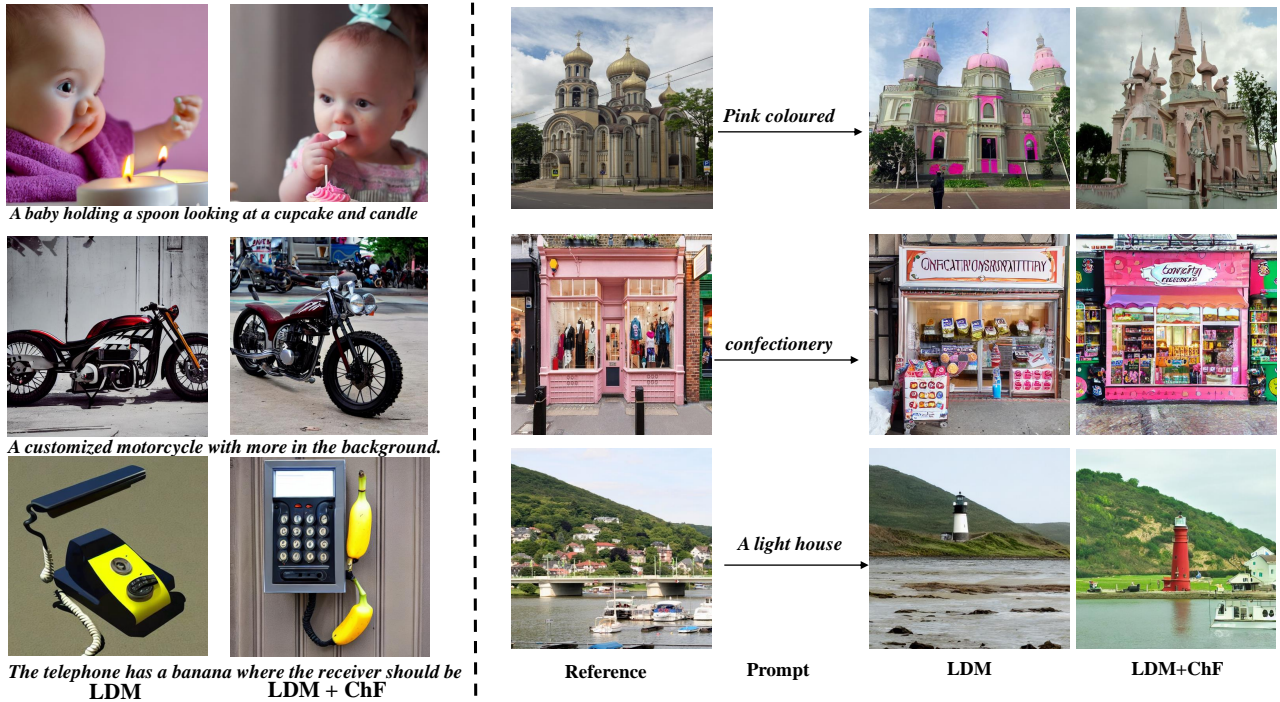 A baby holding a spoon looking at a cupcake and candle
A customized motorcycle with more in the background.
The telephone has a banana where the receiver should be
LDM
LDM + ChF
Pink coloured
confectionery
A light house
Reference
Prompt
LDM
LDM+ChF